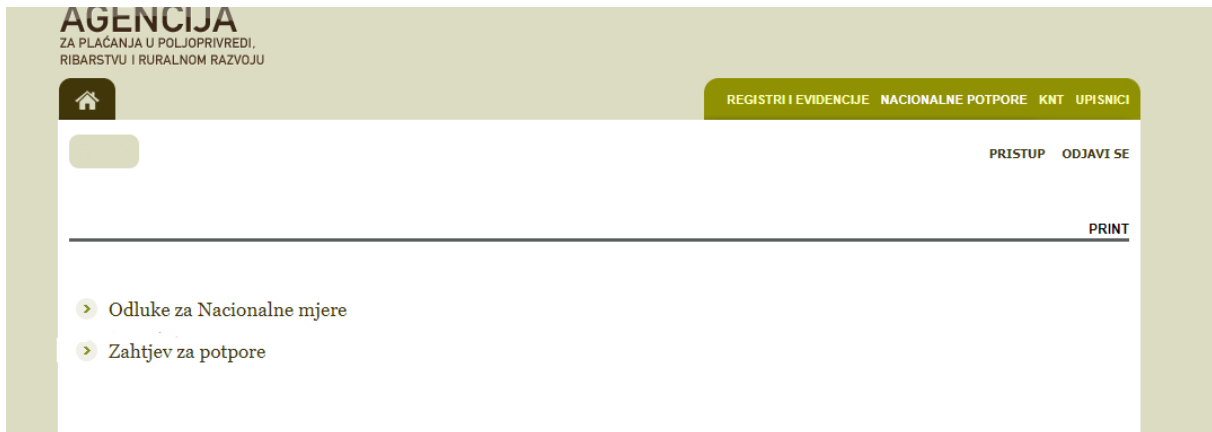 AGENCIJA
ZA PLAĆANJA U POLJOPRIVREDI,
RIBARSTVU I RURALNOM RAZVOJU
REGISTRI I EVIDENCIJE NACIONALNE POTPORE KNT UPISNICI
PRISTUP ODJAVI SE
PRINT
Odluke za Nacionalne mjere
Zahtjev za potpore